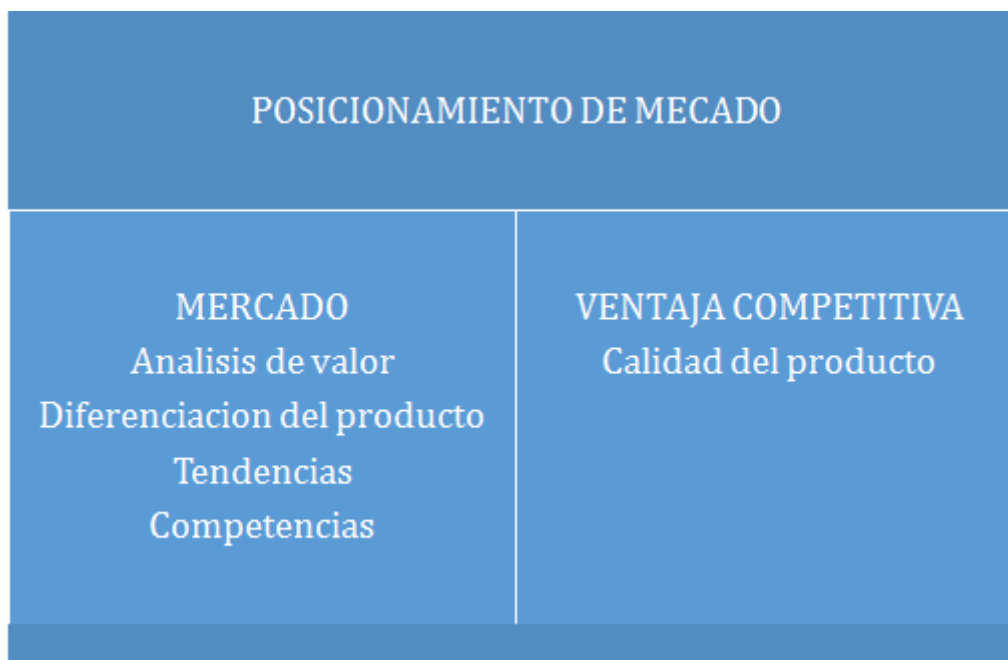 POSICIONAMIENTO DE MECADO
MERCADO
Analisis de valor
Diferenciacion del producto
Tendencias
Competencias
VENTAJA COMPETITIVA
Calidad del producto